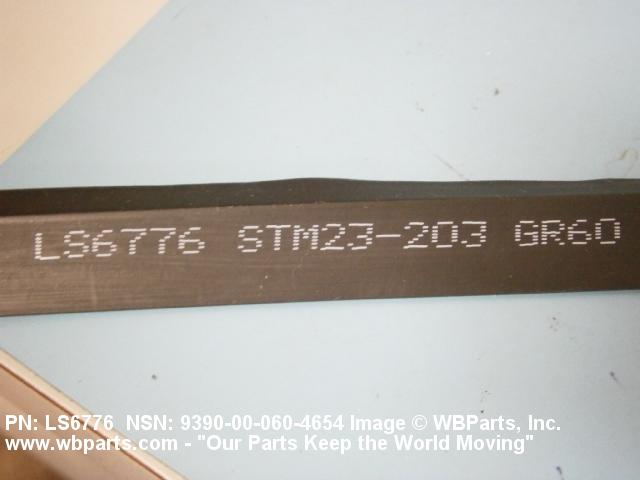 LS6776 STM23-203 GR60
PN: LS6776 NSN: 9390-00-060-4654 Image © WBParts, Inc.
www.wbparts.com - "Our Parts Keep the World Moving"